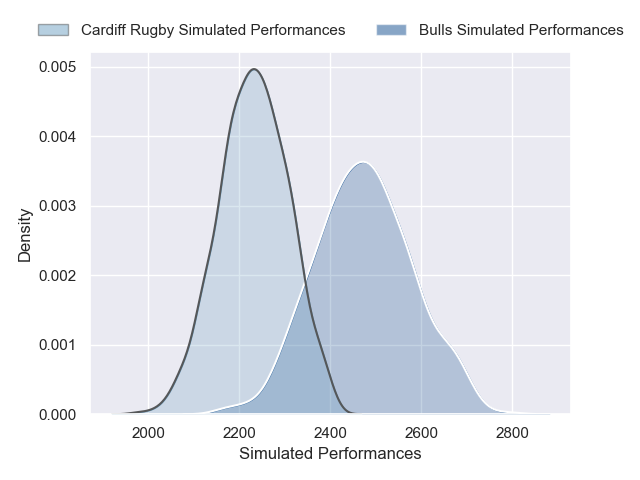 Cardiff Rugby Simulated Performances Bulls Simulated Performances
0.005
0.004
0.003
0.002
0.001
0.000
Density
2000 2200 2400 2600 2800
Simulated Performances